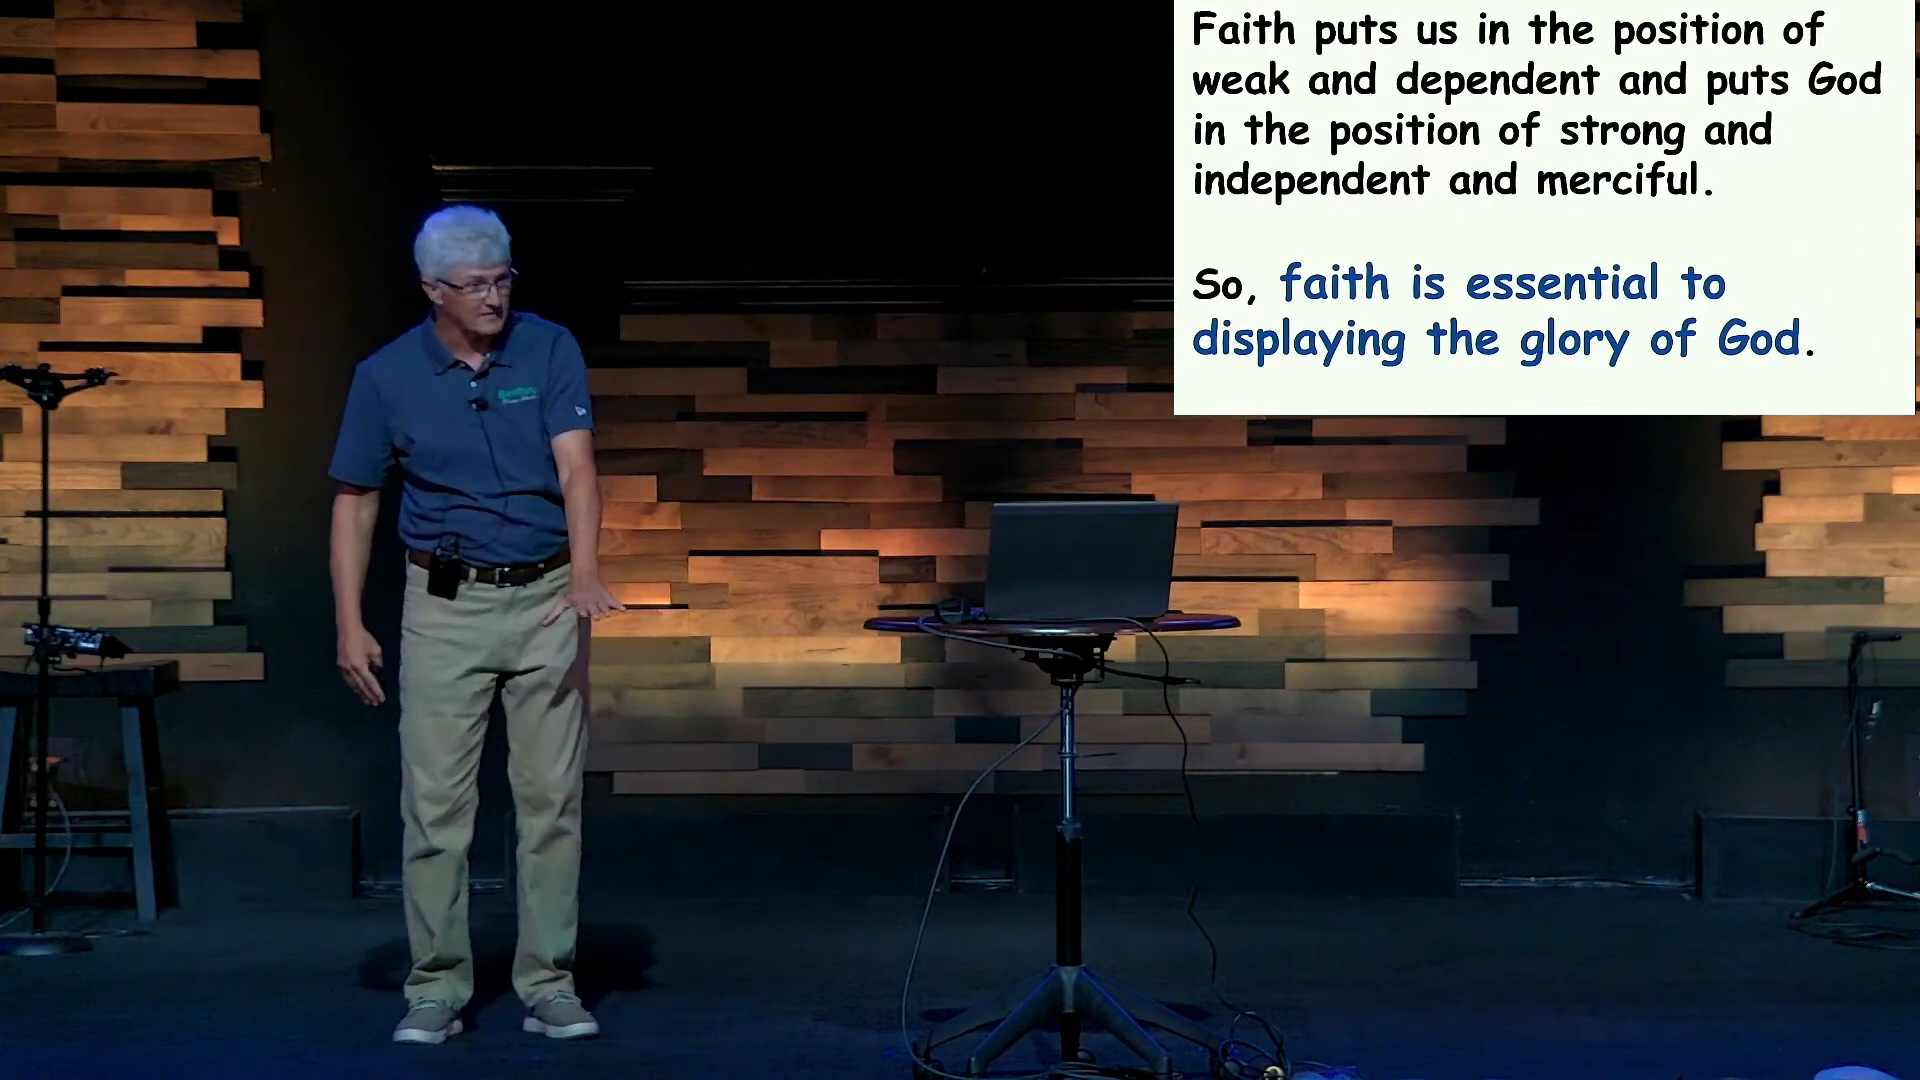 Faith puts us in the position of
weak and dependent and puts God
in the position of strong and
independent and merciful.
So, faith is essential to
displaying the glory of God.